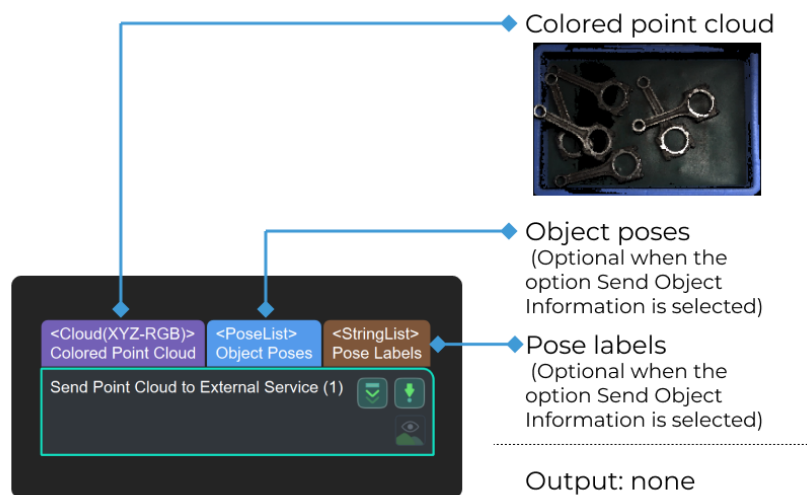 Colored point cloud
Object poses
(Optional when the
option Send Object
Information is selected)
<Cloud(XYZ-RGB)>
Colored Point Cloud
<PoseList>
Object Poses
<StringList>
Pose Labels
Send Point Cloud to External Service (1)
Pose labels
(Optional when the
option Send Object
Information is selected)
Output: none